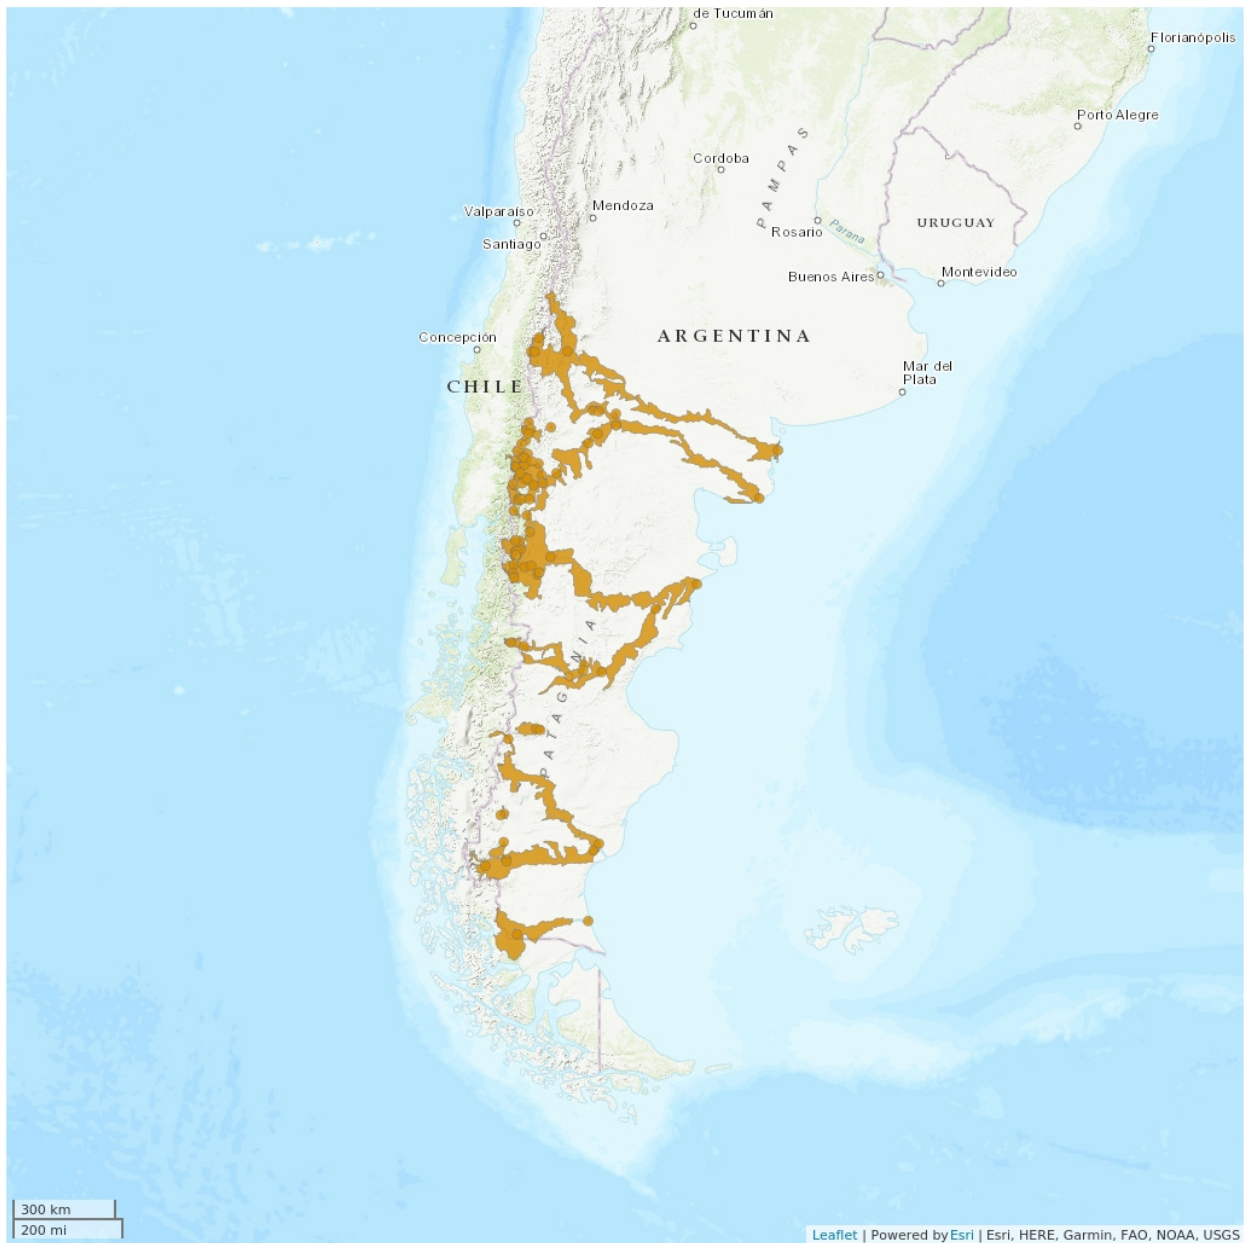 de Tucumán
Florianópolis
Porto Alegre
Cordoba
PAMPAS
Valparaíso
Mendoza
Santiago
Rosario
Parana
URUGUAY
Buenos Aires
Montevideo
Concepción
ARGENTINA
Mar del
Plata
CHILE
PATAGONIA
300 km
200 mi
Leaflet | Powered by Esri | Esri, HERE, Garmin, FAO, NOAA, USGS